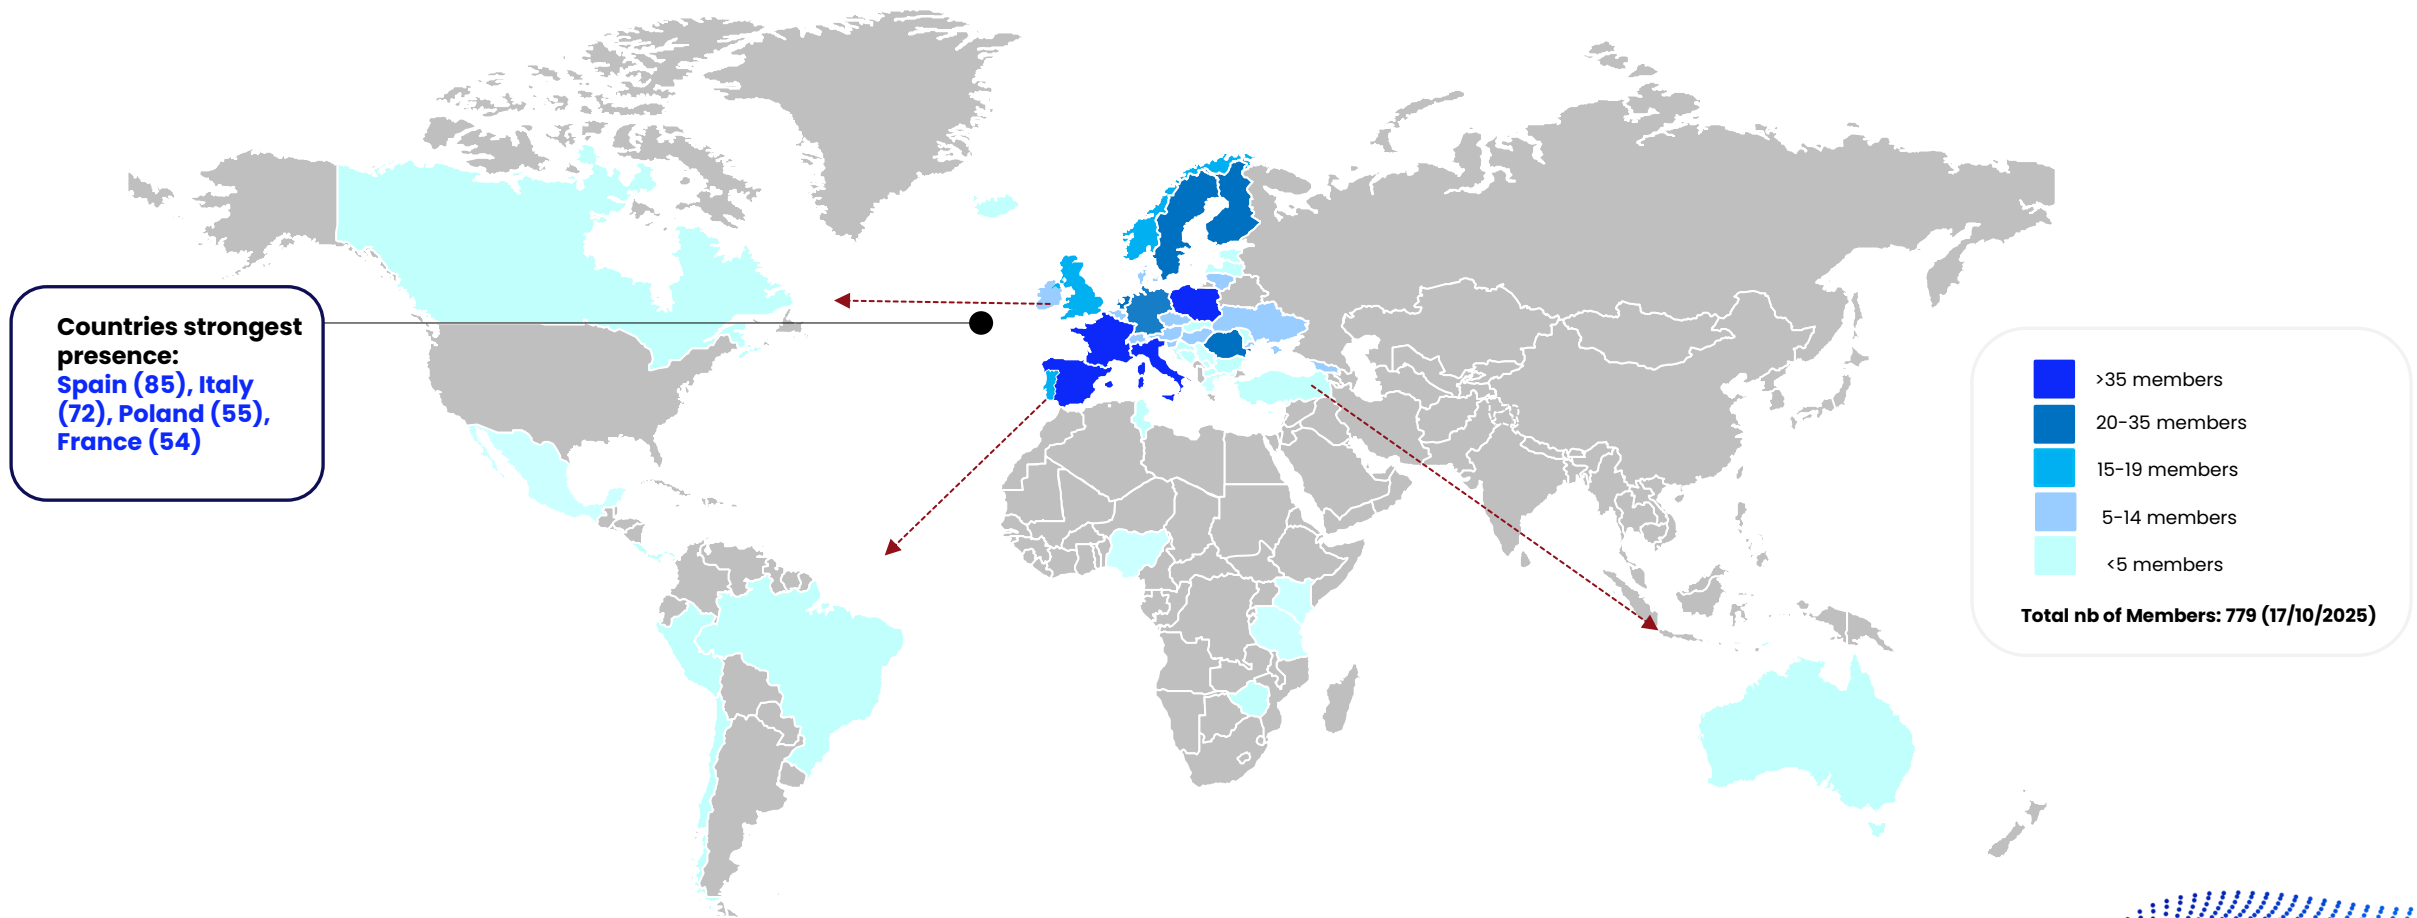 Countries strongest
presence:
Spain (85), Italy
(72), Poland (55),
France (54)
>35 members
20-35 members
15-19 members
5-14 members
<5 members
Total nb of Members: 779 (17/10/2025)